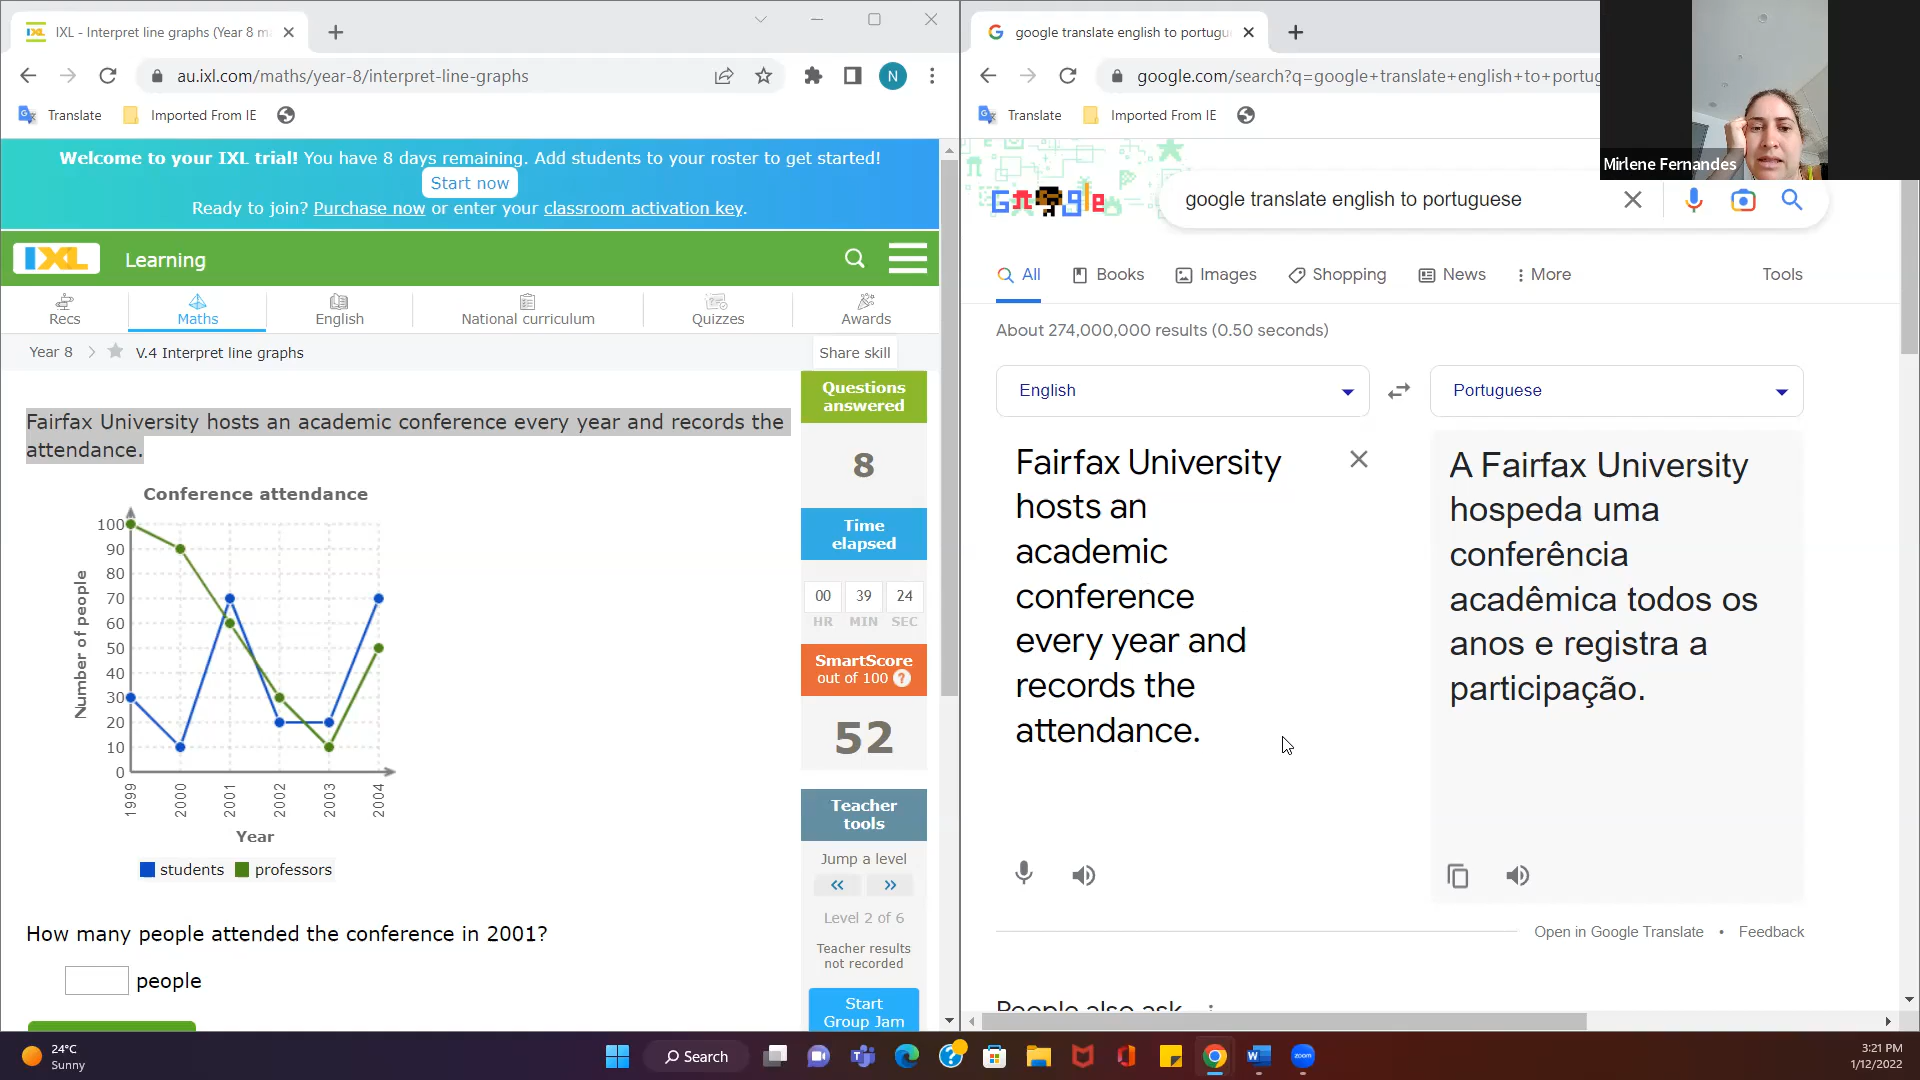 IXL - Interpret line graphs (Year 8 m
google translate english to portugu
au.ixl.com/maths/year-8/interpret-line-graphs
N
google.com/search?q=google+translate+english+to+portug
Translate
Imported From IE
Translate
Imported From IE
Mirlene Fernandes
Welcome to your IXL trial! You have 8 days remaining. Add students to your roster to get started!
Start now
Ready to join? Purchase now or enter your classroom activation key.
IXL
Learning
Recs
Maths
English
National curriculum
Quizzes
Awards
Year 8
V.4 Interpret line graphs
Share skill
Fairfax University hosts an academic conference every year and records the
attendance.
Conference attendance
Number of people
100
90
80
70
60
50
40
30
20
10
0
1999
2000
2001
2002
2003
2004
Year
students
professors
How many people attended the conference in 2001?
people
Questions
answered
8
Time
elapsed
00
39
24
HR
MIN
SEC
SmartScore
out of 100 ?
52
Teacher
tools
Jump a level
Level 2 of 6
Teacher results
not recorded
Start
Group Jam
Google
google translate english to portuguese
All
Books
Images
Shopping
News
More
Tools
About 274,000,000 results (0.50 seconds)
English
Portuguese
Fairfax University
hosts an
academic
conference
every year and
records the
attendance.
A Fairfax University
hospeda uma
conferência
acadêmica todos os
anos e registra a
participação.
Open in Google Translate • Feedback
People also ask
24°C
Sunny
Search
zoom
3:21 PM
1/12/2022